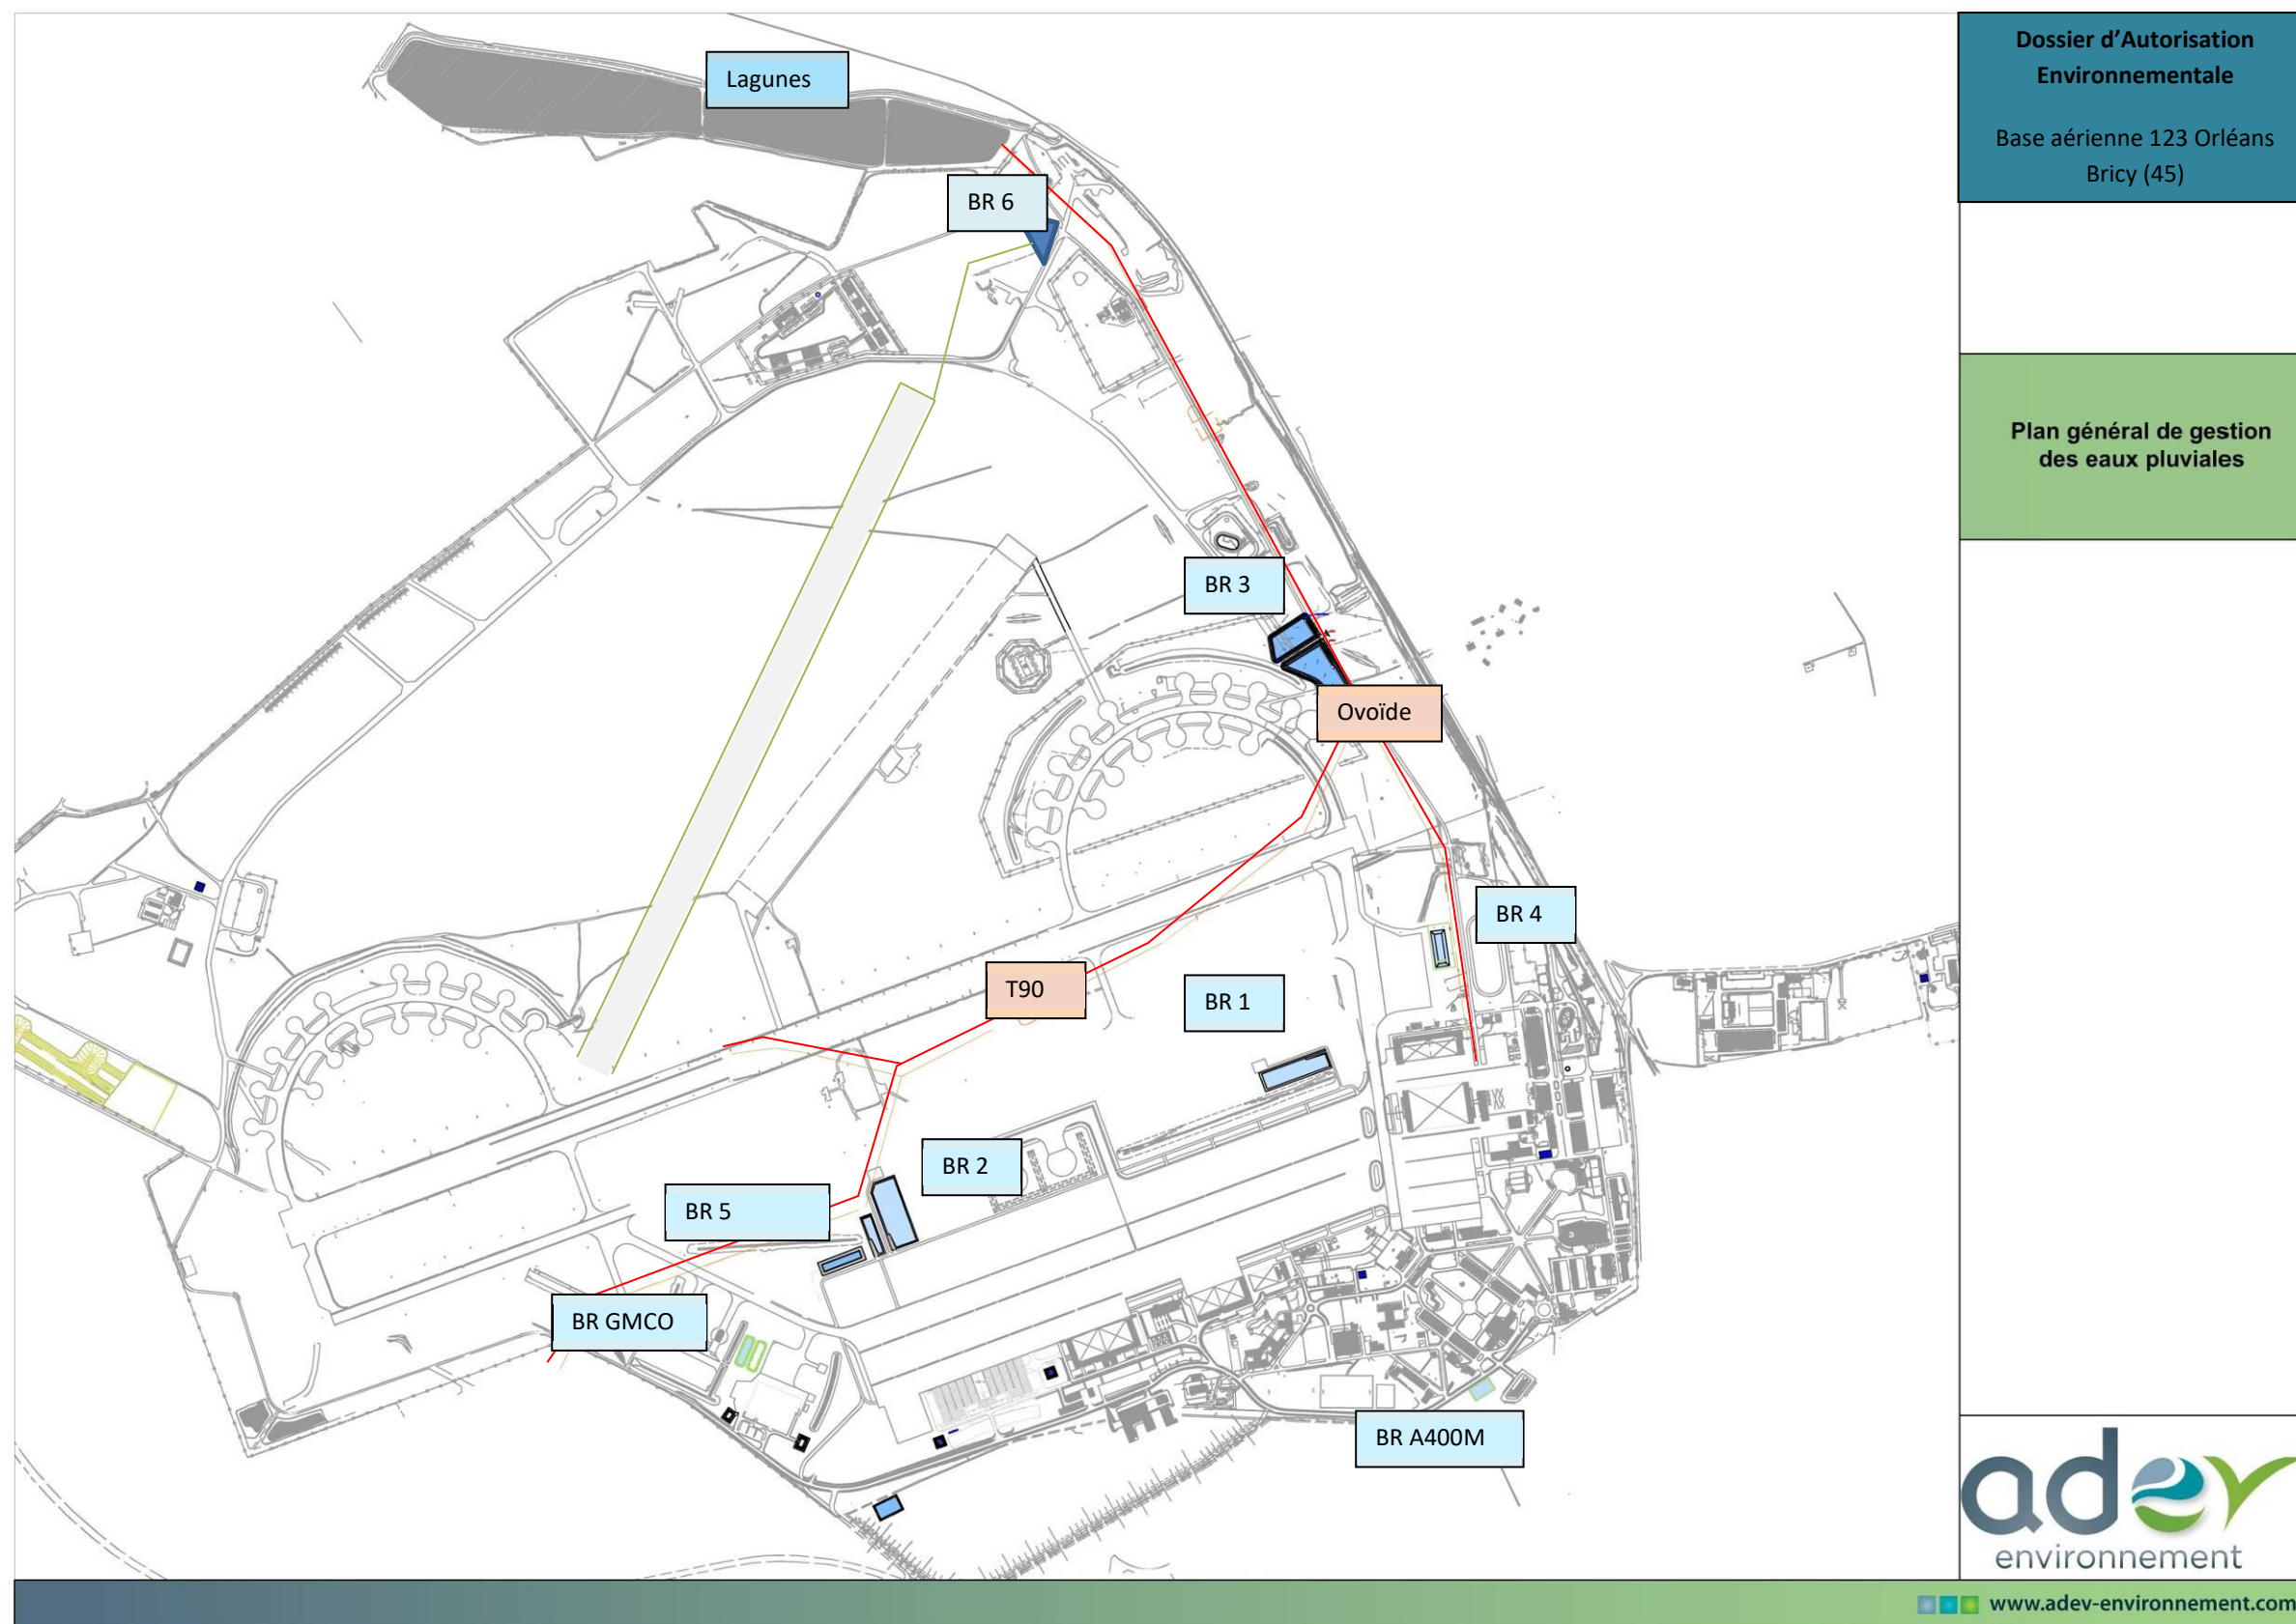 Dossier d’Autorisation
Environnementale
Base aérienne 123 Orléans
Bricy (45)
Plan général de gestion
des eaux pluviales
Lagunes
BR 6
BR 3
Ovoïde
BR 4
T90
BR 1
BR 2
BR 5
BR GMCO
BR A400M
adev
environnement
www.adev-environnement.com